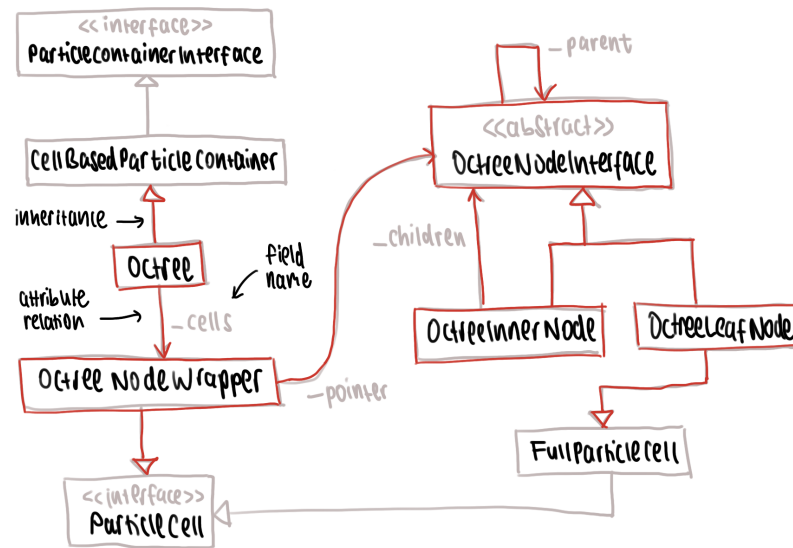 <<interface>>
ParticleContainerInterface
CellBasedParticleContainer
inheritance
Octree
attribute
relation
field
name
_cells
OctreeNodeWrapper
_pointer
<<interface>>
ParticleCell
_parent
<<abstract>>
OctreeNodeInterface
_children
OctreeInnerNode
OctreeLeafNode
FullParticleCell